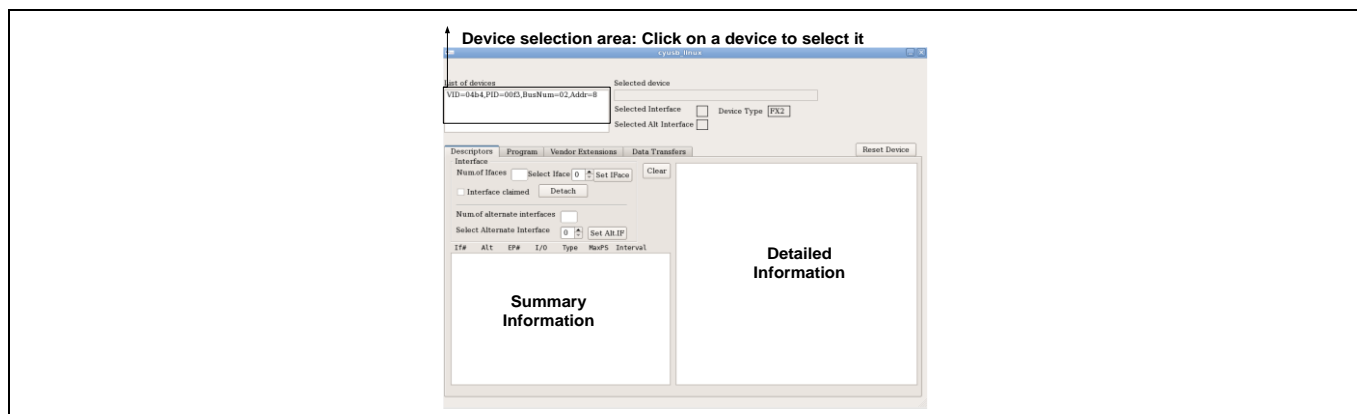 Device selection area: Click on a device to select it
cyusb_linux
List of devices
Selected device
VID=04b4,PID=00f3,BusNum=02,Addr=8
Selected Interface
Device Type FX2
Selected Alt Interface
Descriptors Program Vendor Extensions Data Transfers
Reset Device
Interface
Num.of Ifaces Select Iface 0 Set IFace
Clear
Interface claimed Detach
Num.of alternate interfaces
Select Alternate Interface 0 Set Alt.IF
If# Alt EP# I/O Type MaxPS Interval
Detailed
Information
Summary
Information